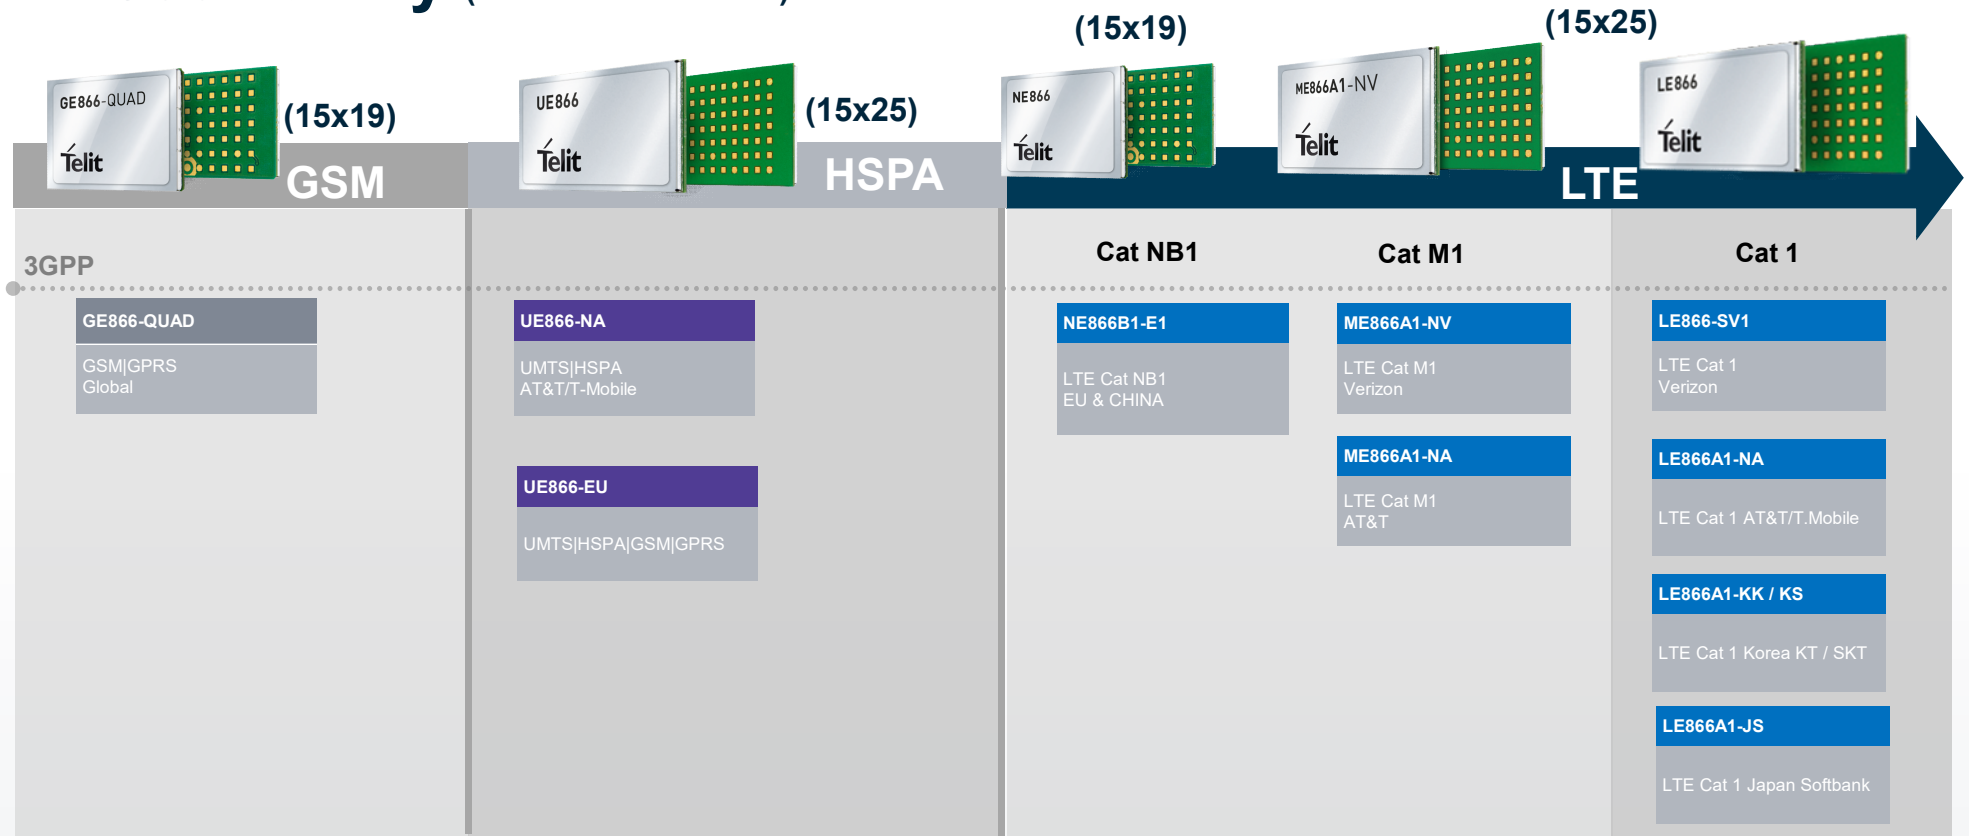 (15x19)
(15x25)
GE866-QUAD
Telit
(15x19)
UE866
Telit
(15x25)
NE866
Telit
ME866A1-NV
Telit
LE866
Telit
GSM
HSPA
LTE
3GPP
Cat NB1
Cat M1
Cat 1
GE866-QUAD
GSM|GPRS
Global
UE866-NA
UMTS|HSPA
AT&T/T-Mobile
UE866-EU
UMTS|HSPA|GSM|GPRS
NE866B1-E1
LTE Cat NB1
EU & CHINA
ME866A1-NV
LTE Cat M1
Verizon
ME866A1-NA
LTE Cat M1
AT&T
LE866-SV1
LTE Cat 1
Verizon
LE866A1-NA
LTE Cat 1 AT&T/T.Mobile
LE866A1-KK / KS
LTE Cat 1 Korea KT / SKT
LE866A1-JS
LTE Cat 1 Japan Softbank